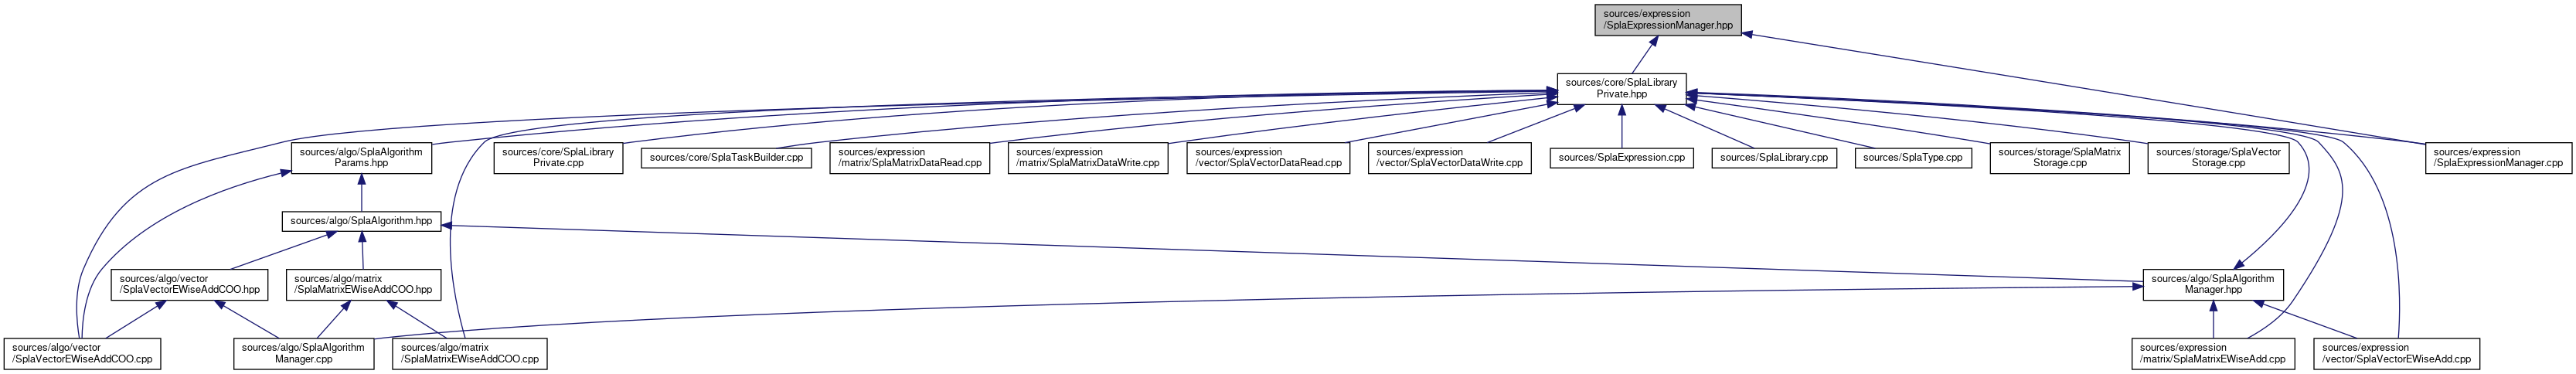 sources/expression
/SplaExpressionManager.hpp
sources/core/SplaLibrary
Private.hpp
sources/algo/SplaAlgorithm
Params.hpp
sources/core/SplaLibrary
Private.cpp
sources/core/SplaTaskBuilder.cpp
sources/expression
/matrix/SplaMatrixDataRead.cpp
sources/expression
/matrix/SplaMatrixDataWrite.cpp
sources/expression
/vector/SplaVectorDataRead.cpp
sources/expression
/vector/SplaVectorDataWrite.cpp
sources/SplaExpression.cpp
sources/SplaLibrary.cpp
sources/SplaType.cpp
sources/storage/SplaMatrix
Storage.cpp
sources/storage/SplaVector
Storage.cpp
sources/expression
/SplaExpressionManager.cpp
sources/algo/SplaAlgorithm.hpp
sources/algo/vector
/SplaVectorEWiseAddCOO.hpp
sources/algo/matrix
/SplaMatrixEWiseAddCOO.hpp
sources/algo/SplaAlgorithm
Manager.hpp
sources/algo/vector
/SplaVectorEWiseAddCOO.cpp
sources/algo/SplaAlgorithm
Manager.cpp
sources/algo/matrix
/SplaMatrixEWiseAddCOO.cpp
sources/expression
/matrix/SplaMatrixEWiseAdd.cpp
sources/expression
/vector/SplaVectorEWiseAdd.cpp